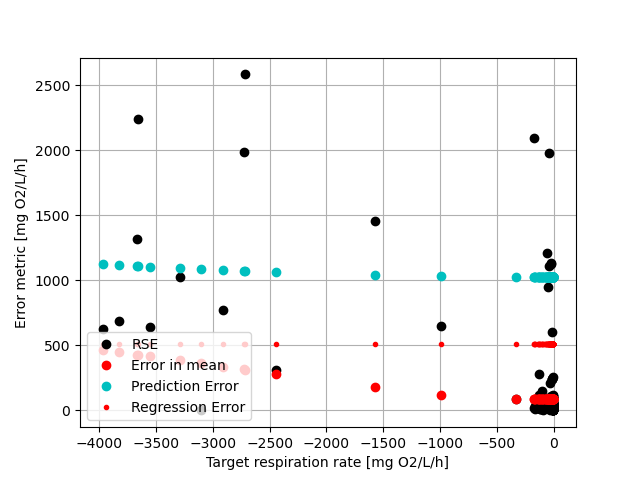 2500
2000
1500
1000
500
0
Error metric [mg O2/L/h]
RSE
Error in mean
Prediction Error
Regression Error
−4000 −3500 −3000 −2500 −2000 −1500 −1000 −500 0
Target respiration rate [mg O2/L/h]